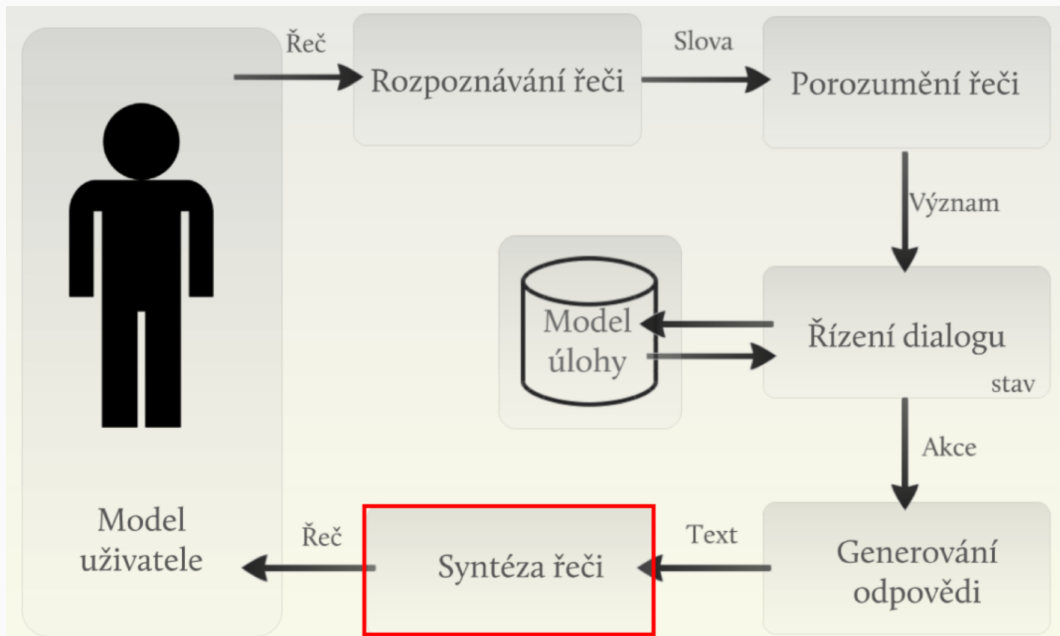 Řeč
Rozpoznávání řeči
Slova
Porozumění řeči
Význam
Model
úlohy
Řízení dialogu
stav
Akce
Generování
odpovědi
Text
Syntéza řeči
Řeč
Model
uživatele